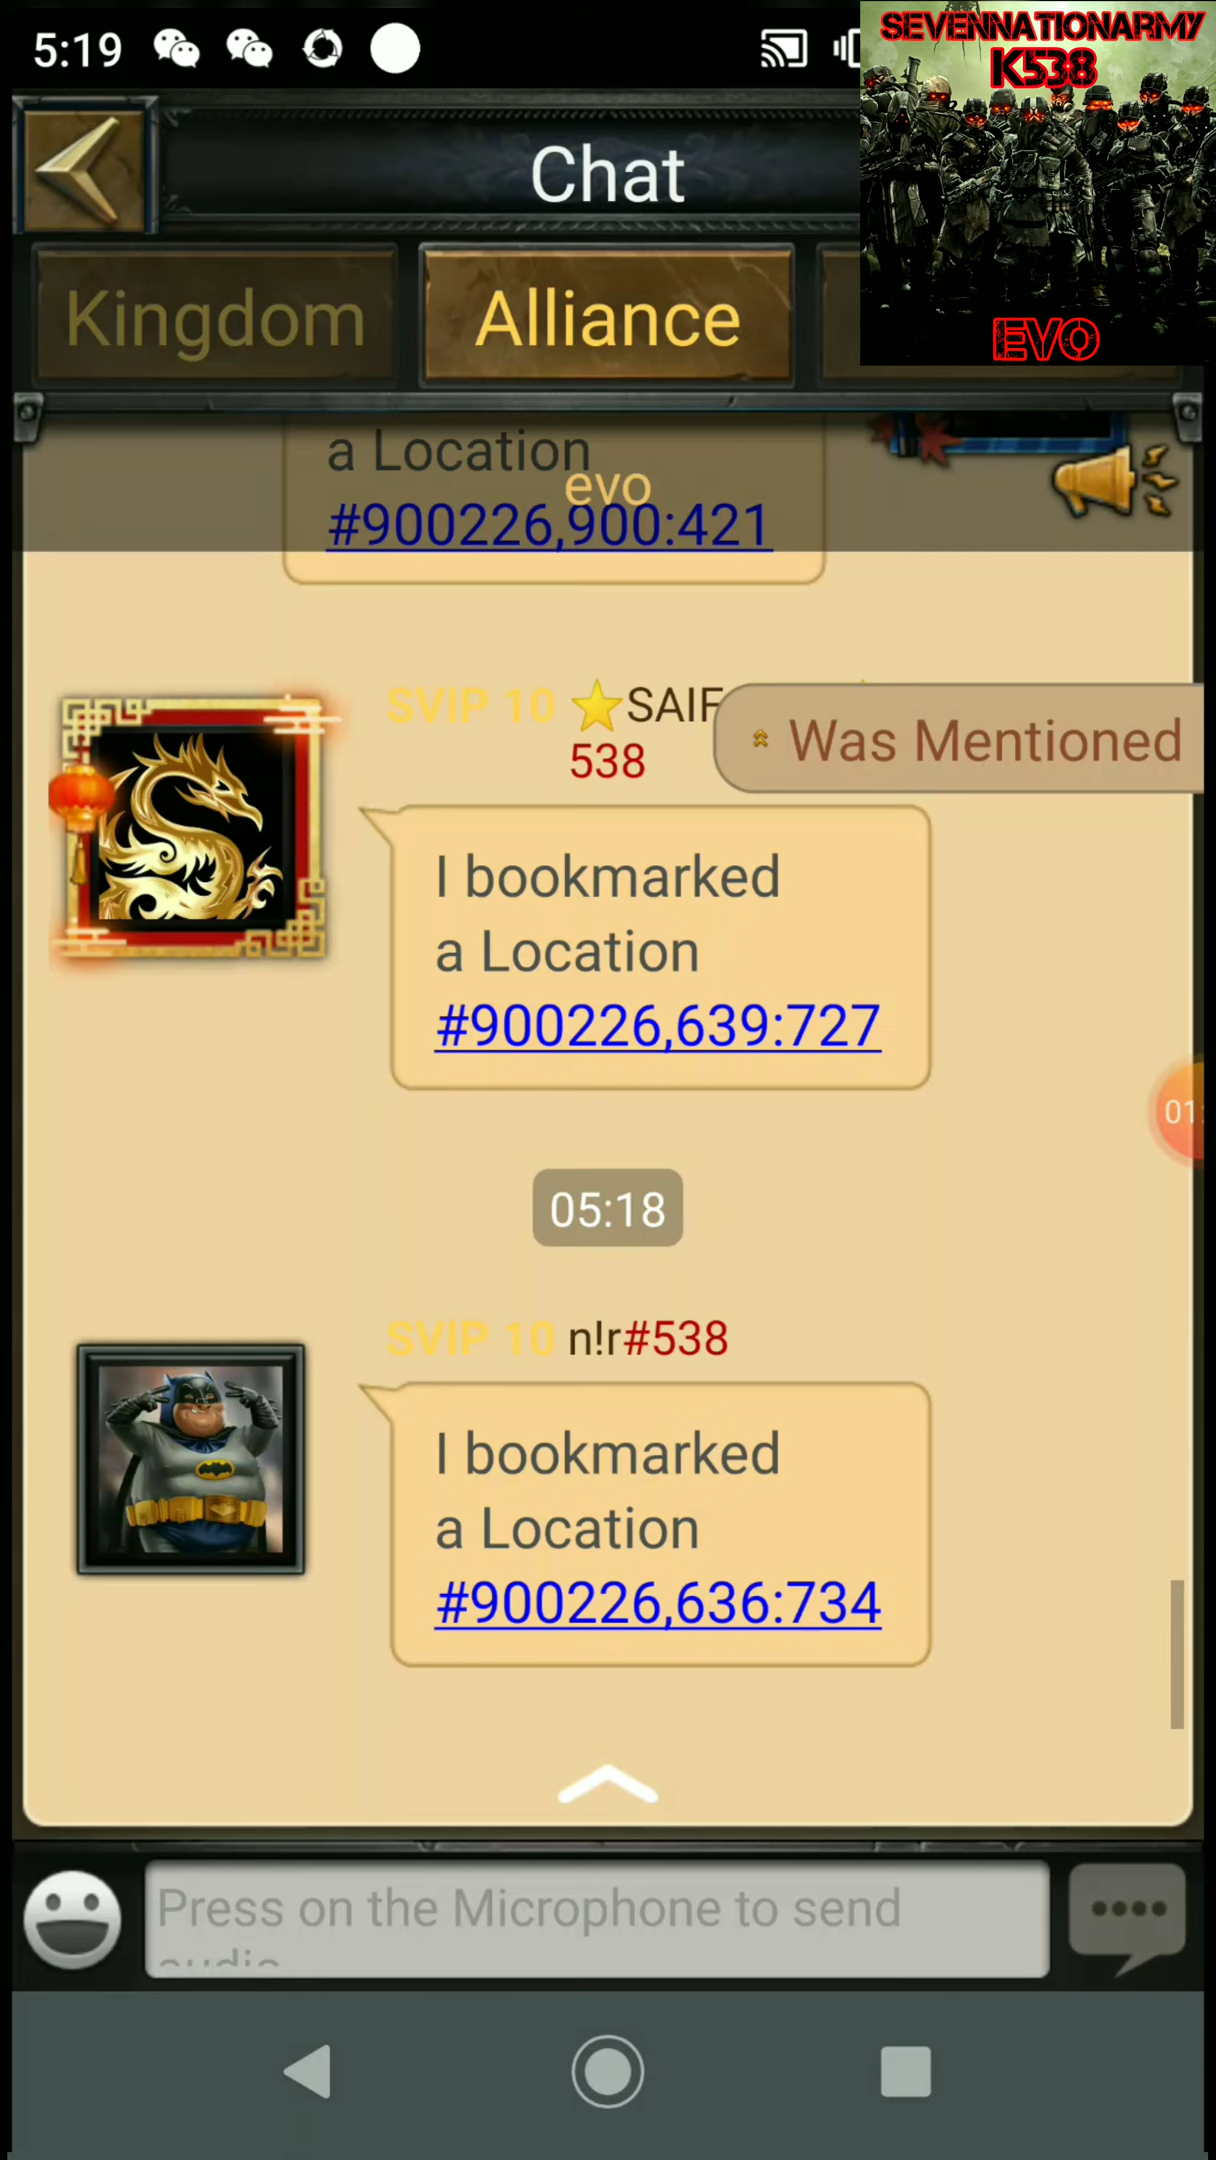 5:19
SEVENNATIONARMY
K538
EVO
Chat
Kingdom
Alliance
a Location
evo
#900226,900:421
SVIP 10 ⭐SAIF
538
Was Mentioned
I bookmarked
a Location
#900226,639:727
01:
05:18
SVIP 10 n!r#538
I bookmarked
a Location
#900226,636:734
Press on the Microphone to send
audio